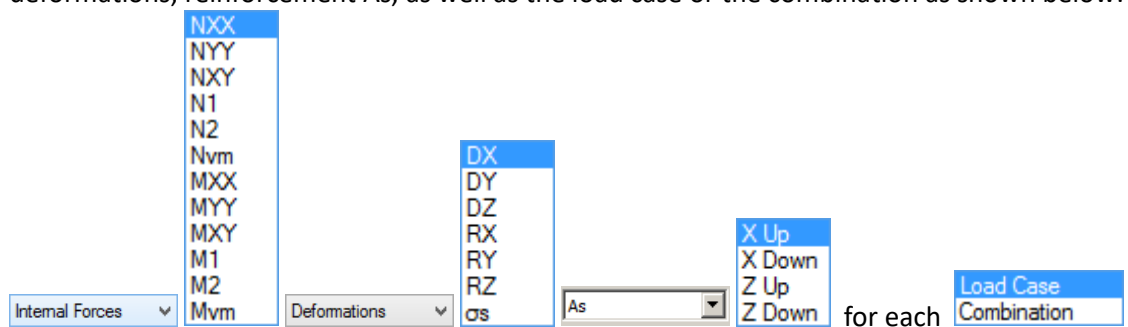 deformations, reinforcement As, as well as the load case or the combination as shown below:
NXX
NYY
NXY
N1
N2
Nvm
MXX
MYY
MXY
M1
M2
Mvm
Internal Forces
DX
DY
DZ
RX
RY
RZ
σs
Deformations
As
X Up
X Down
Z Up
Z Down
for each
Load Case
Combination